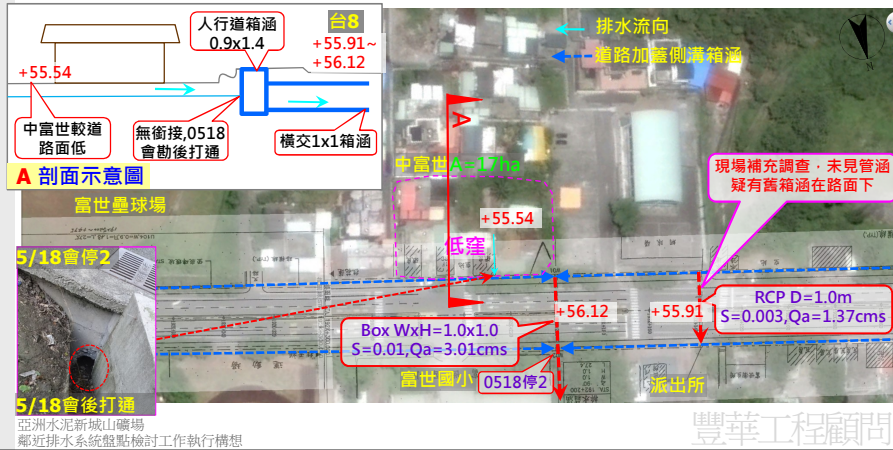 人行道箱涵
0.9x1.4
台8
+55.91~
+56.12
+55.54
中富世較道
路面低
無銜接,0518
會勘後打通
橫交1x1箱涵
A 剖面示意圖
排水流向
道路加蓋側溝箱涵
N
A
中富世A=17ha
現場補充調查，未見管涵
疑有舊箱涵在路面下
富世壘球場
+55.54
低窪
5/18會停2
+56.12
+55.91
RCP D=1.0m
S=0.003,Qa=1.37cms
Box WxH=1.0x1.0
S=0.01,Qa=3.01cms
富世國小
0518停2
派出所
5/18會後打通
亞洲水泥新城山礦場
鄰近排水系統盤點檢討工作執行構想
豐華工程顧問